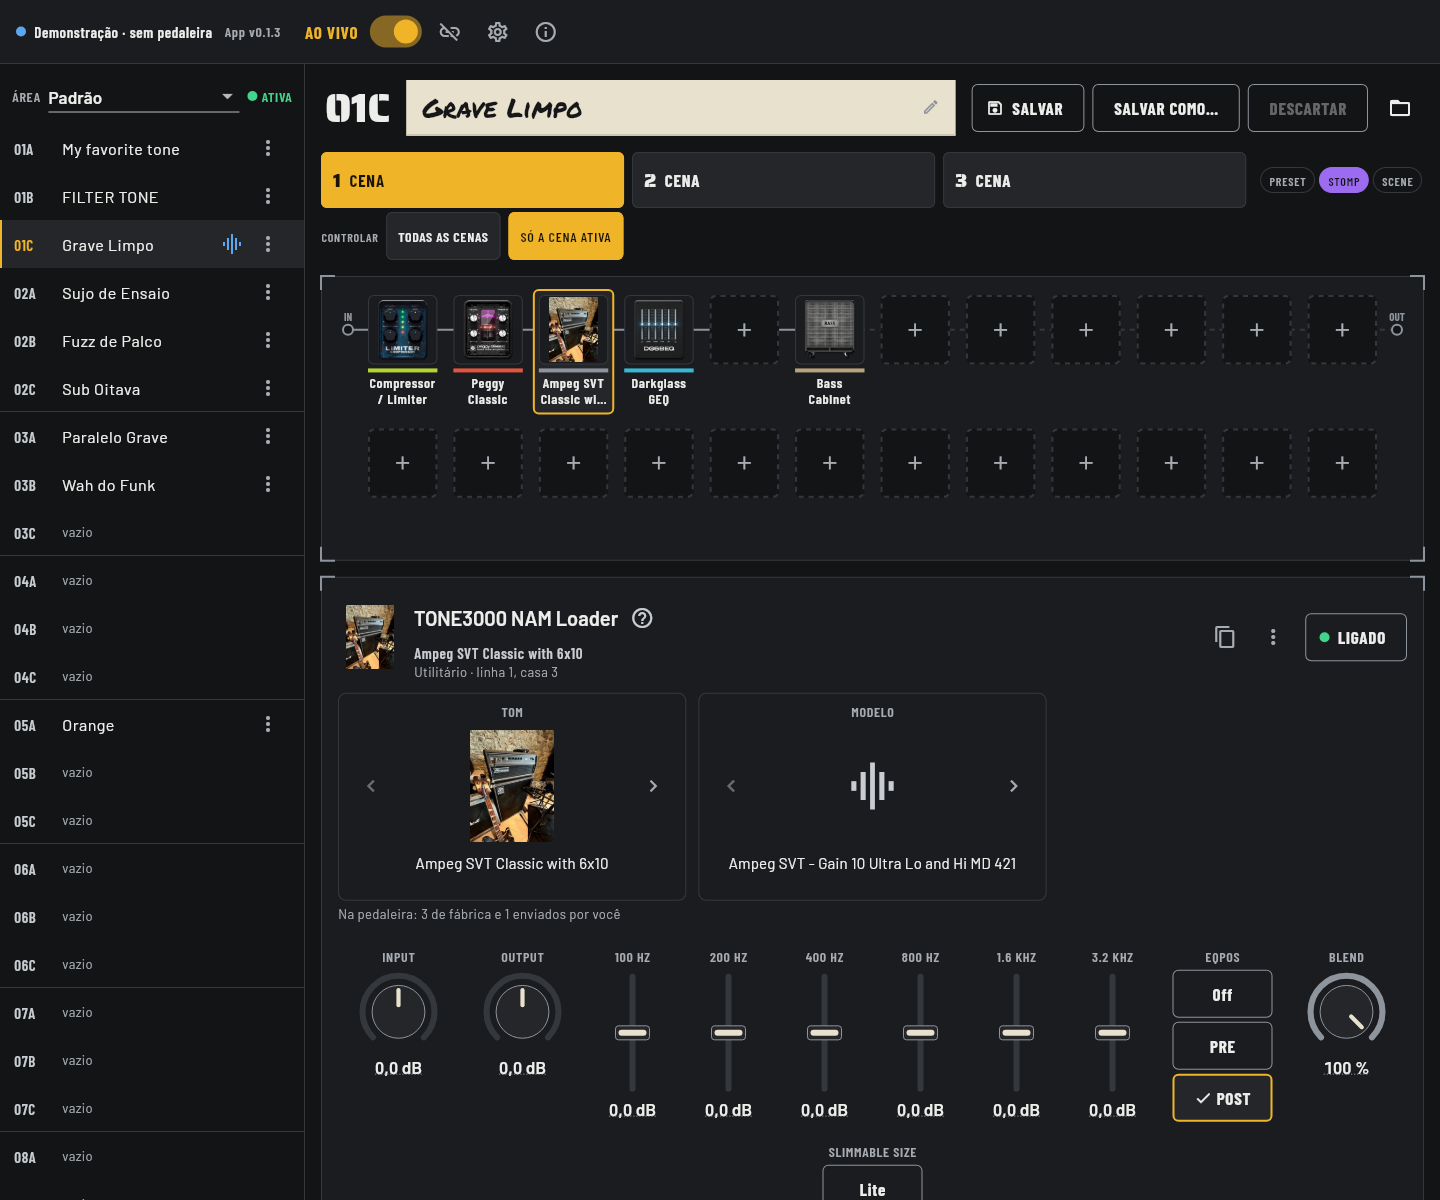 Demonstração · sem pedaleira App v0.1.3 AO VIVO
ÁREA Padrão ATIVA
01A My favorite tone
01B FILTER TONE
01C Grave Limpo
02A Sujo de Ensaio
02B Fuzz de Palco
02C Sub Oitava
03A Paralelo Grave
03B Wah do Funk
03C vazio
04A vazio
04B vazio
04C vazio
05A Orange
05B vazio
05C vazio
06A vazio
06B vazio
06C vazio
07A vazio
07B vazio
07C vazio
08A vazio
01C Grave Limpo SALVAR SALVAR COMO... DESCARTAR
1 CENA 2 CENA 3 CENA PRESET STOMP SCENE
CONTROLAR TODAS AS CENAS SÓ A CENA ATIVA
IN OUT
Compressor / Limiter
Peggy Classic
Ampeg SVT Classic wi...
Darkglass GEQ
Bass Cabinet
TONE3000 NAM Loader
Ampeg SVT Classic with 6x10
Utilitário · linha 1, casa 3
LIGADO
TOM
Ampeg SVT Classic with 6x10
MODELO
Ampeg SVT - Gain 10 Ultra Lo and Hi MD 421
Na pedaleira: 3 de fábrica e 1 enviados por você
INPUT OUTPUT 100 HZ 200 HZ 400 HZ 800 HZ 1.6 KHZ 3.2 KHZ EQPOS BLEND
Off
PRE
POST
0,0 dB 0,0 dB 100 %
0,0 dB 0,0 dB 0,0 dB 0,0 dB 0,0 dB 0,0 dB
SLIMMABLE SIZE
Lite